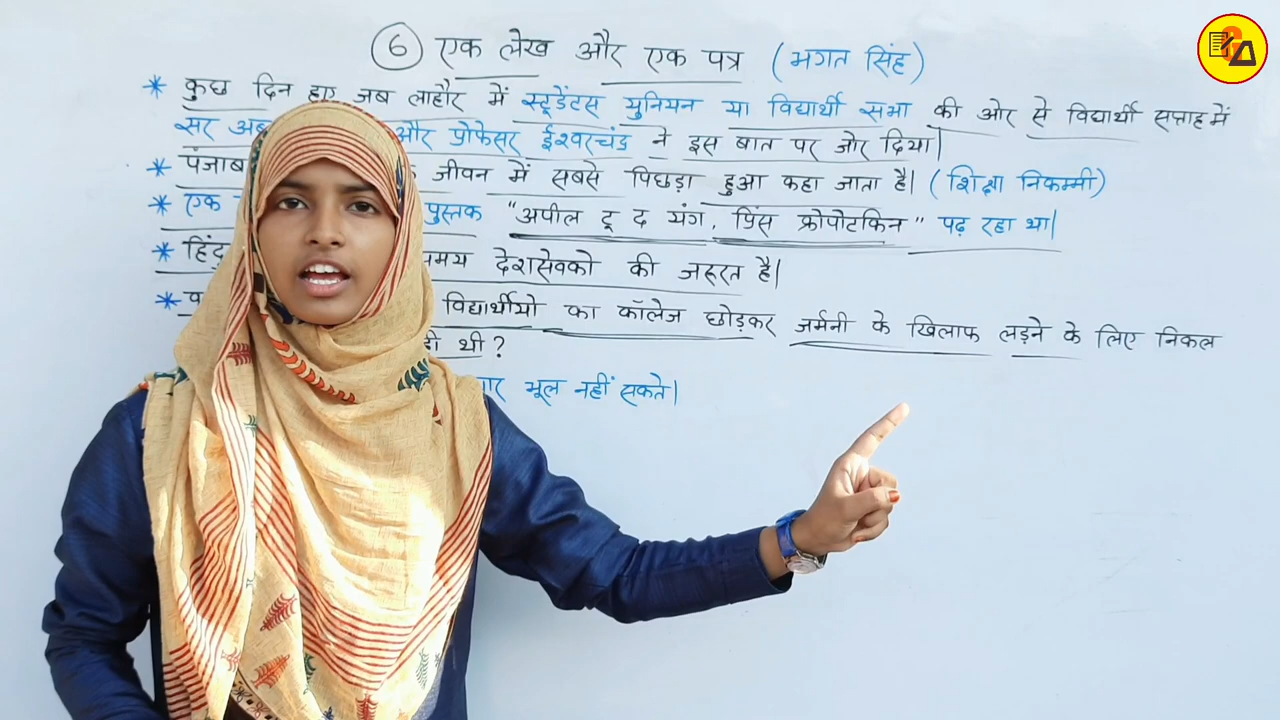 6 एक लेख और एक पत्र (भगत सिंह)
* कुछ दिन हुए जब लाहौर में स्टूडेंटस युनियन या विद्यार्थी सभा की ओर से विद्यार्थी सप्ताह में
सर और प्रोफेसर ईश्वरचंद्र ने इस बात पर जोर दिया|
* पंजाब जीवन में सबसे पिछड़ा हुआ कहा जाता है| (शिक्षा निकम्मी)
* एक पुस्तक "अपील टू द यंग, प्रिंस क्रोपोटकिन" पढ़ रहा था|
* देशसेवको की जरूरत है|
* विद्यार्थीयो का कॉलेज छोड़कर जर्मनी के खिलाफ लड़ने के लिए निकल
थी ?
भूल नहीं सकते|